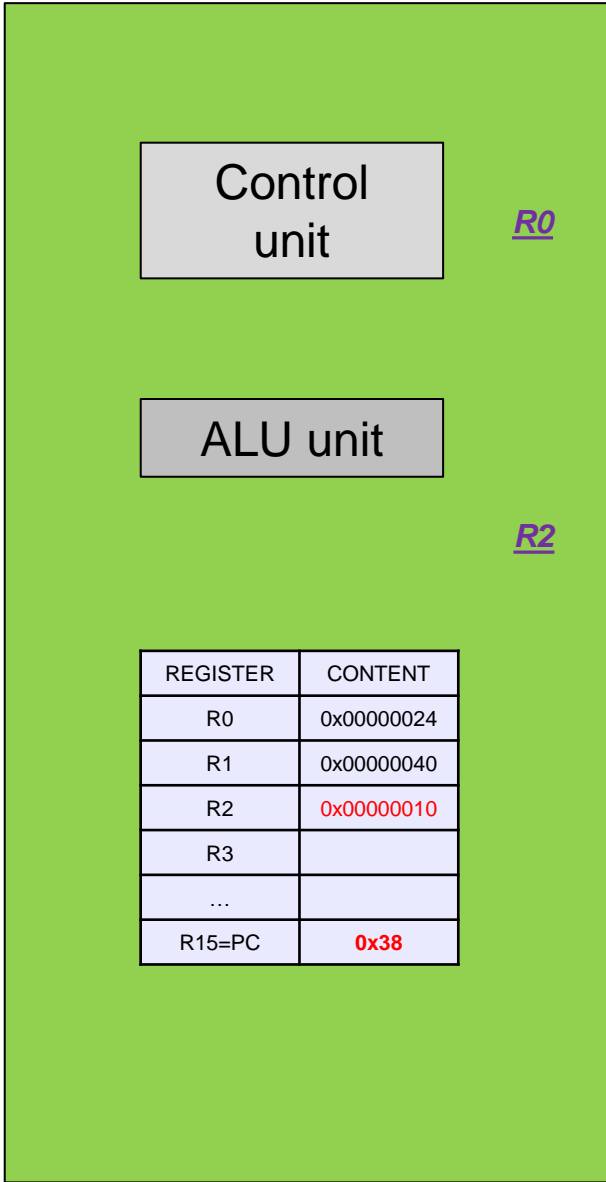 Control
unit
R0
ALU unit
R2
REGISTER CONTENT
R0 0x00000024
R1 0x00000040
R2 0x00000010
R3
…
R15=PC 0x38